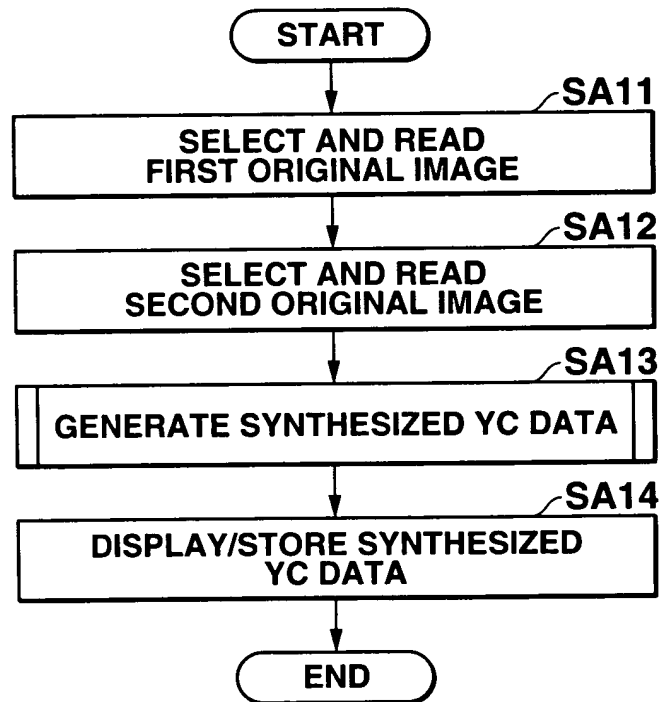 START
SA11
SELECT AND READ
FIRST ORIGINAL IMAGE
SA12
SELECT AND READ
SECOND ORIGINAL IMAGE
SA13
GENERATE SYNTHESIZED YC DATA
SA14
DISPLAY/STORE SYNTHESIZED
YC DATA
END